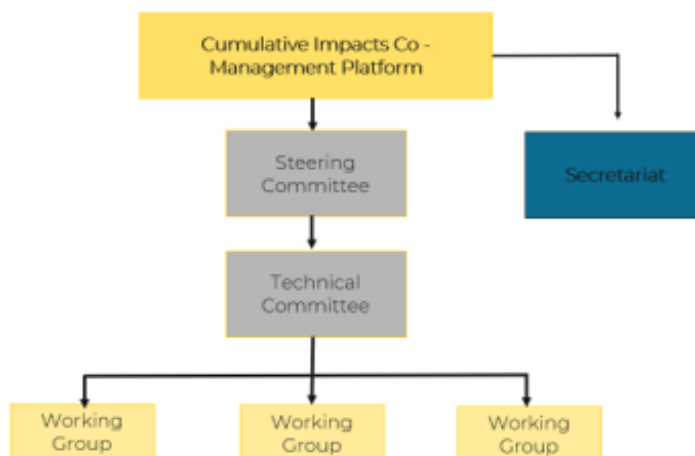 Cumulative Impacts Co -
Management Platform
Steering
Committee
Secretariat
Technical
Committee
Working
Group
Working
Group
Working
Group